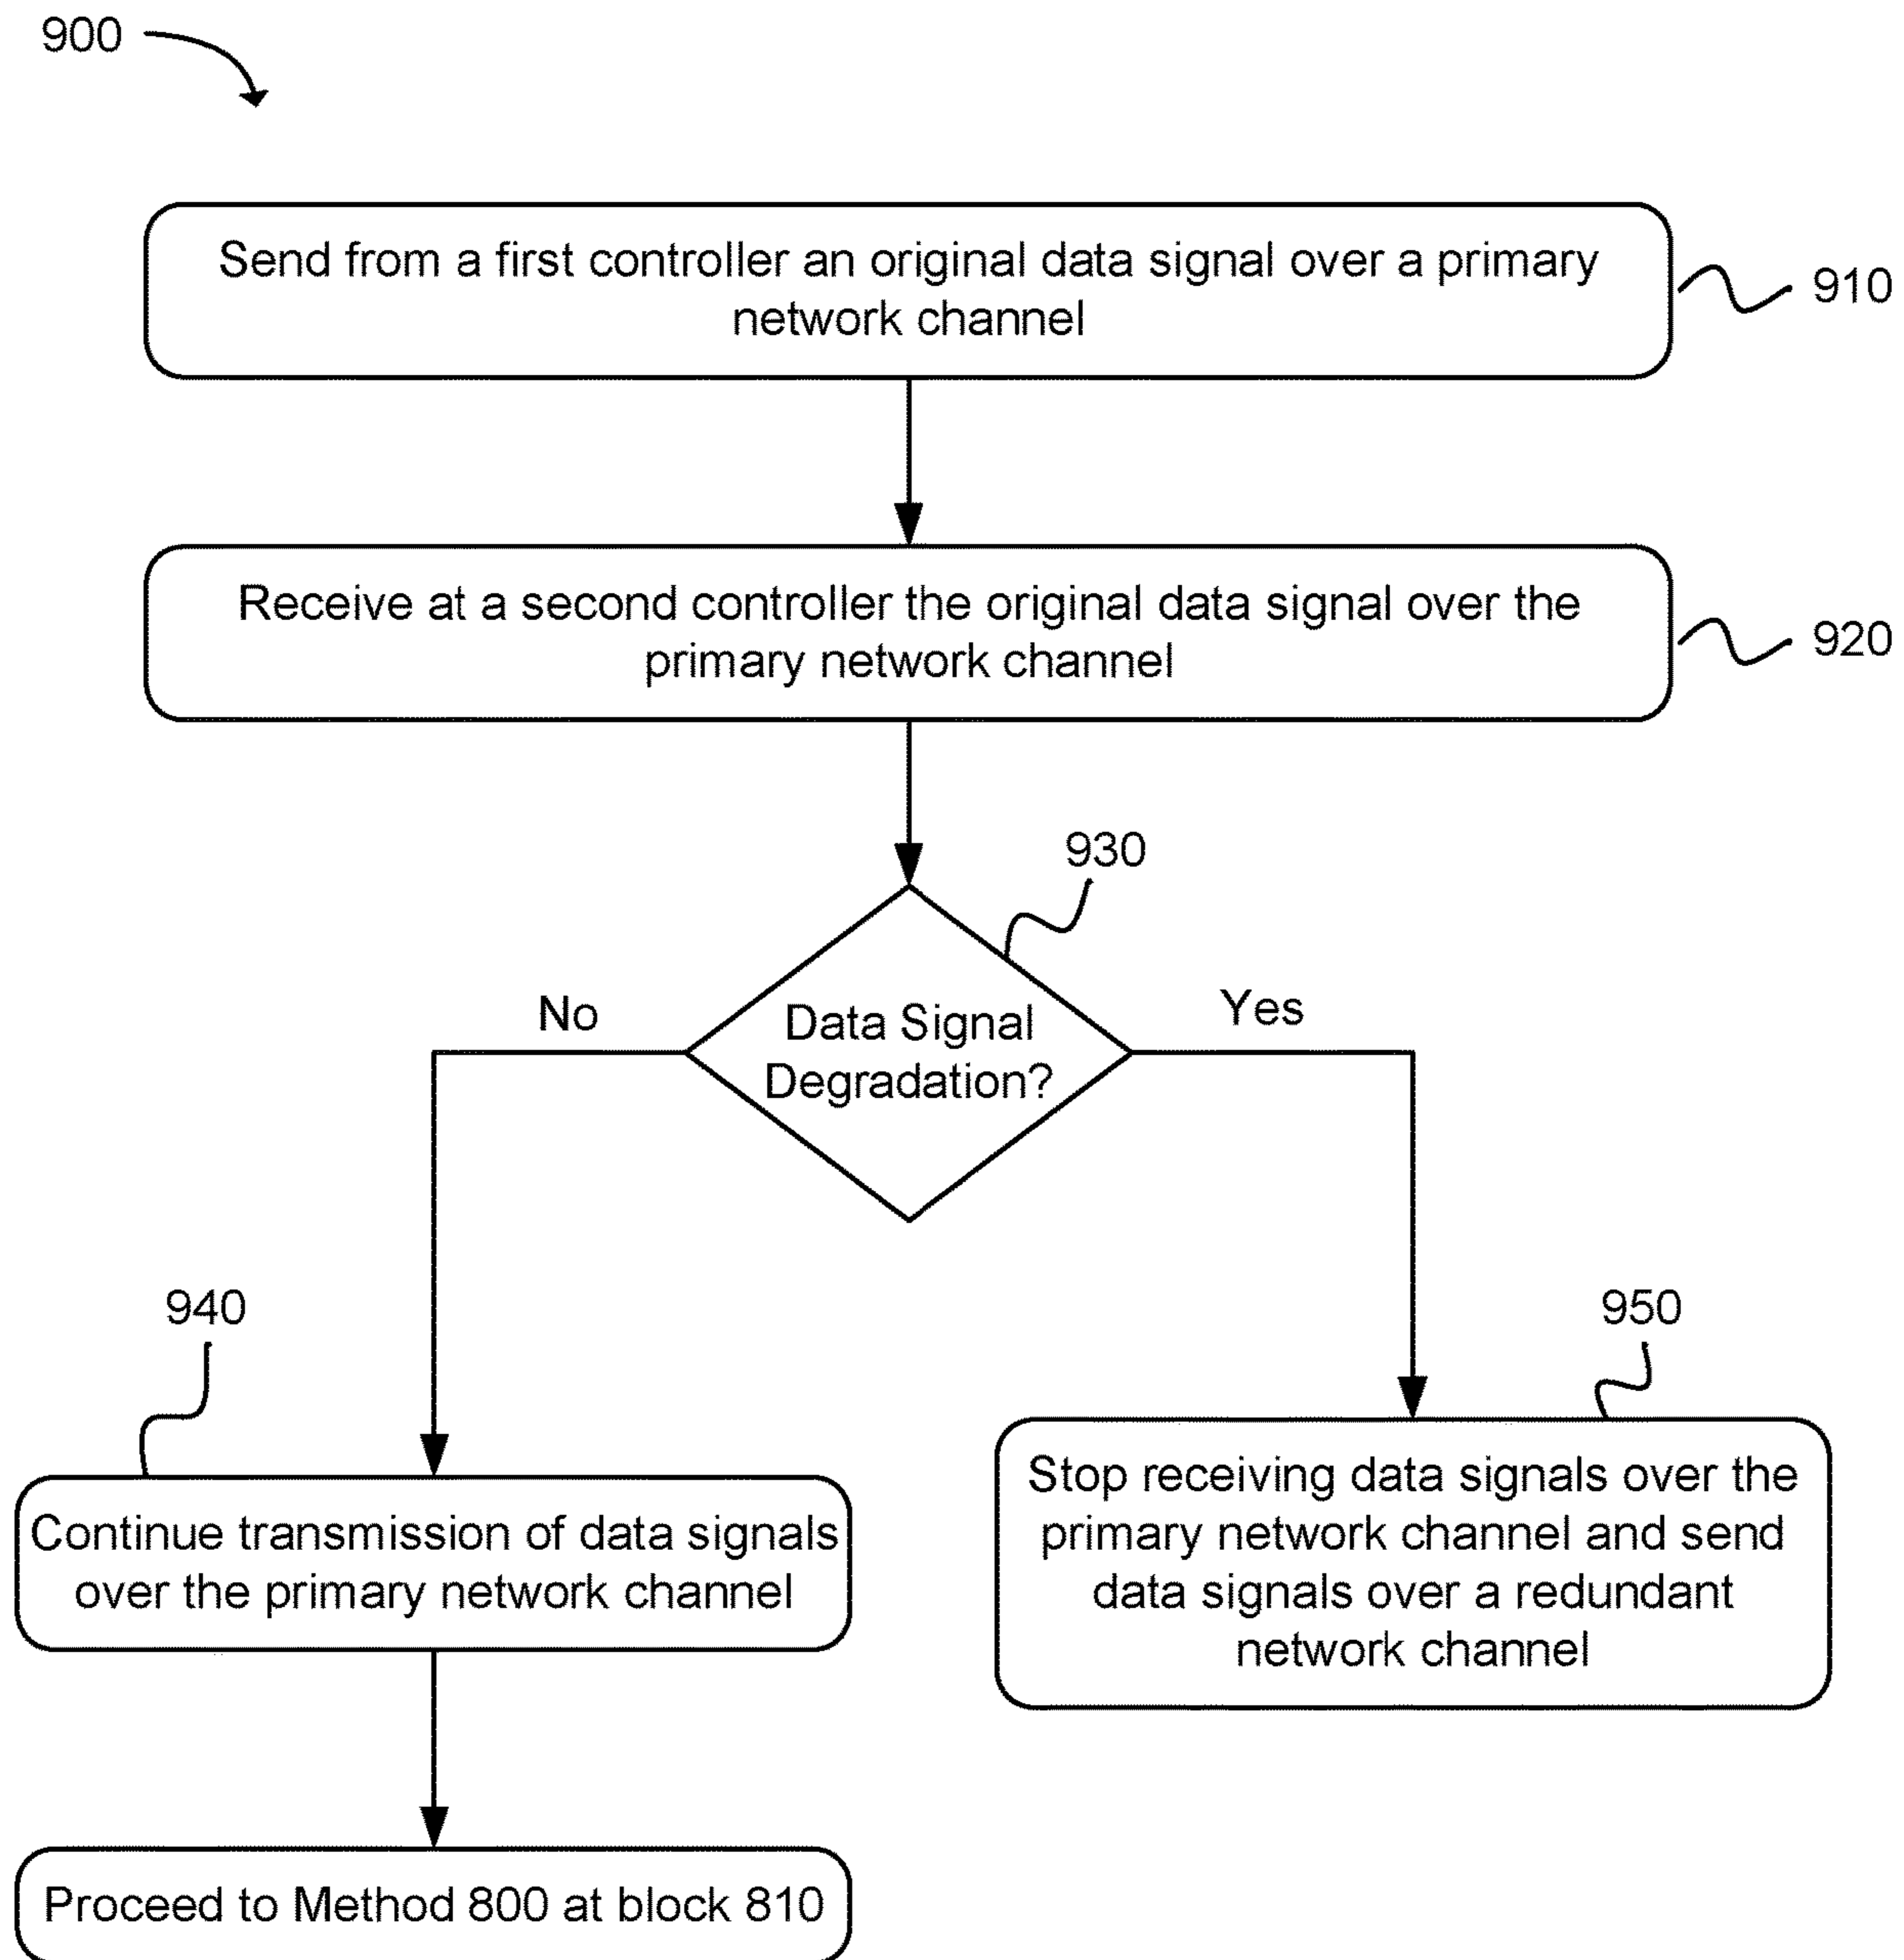 900
Send from a first controller an original data signal over a primary
network channel
910
Receive at a second controller the original data signal over the
primary network channel
920
930
No
Data Signal
Degradation?
Yes
940
Continue transmission of data signals
over the primary network channel
950
Stop receiving data signals over the
primary network channel and send
data signals over a redundant
network channel
Proceed to Method 800 at block 810